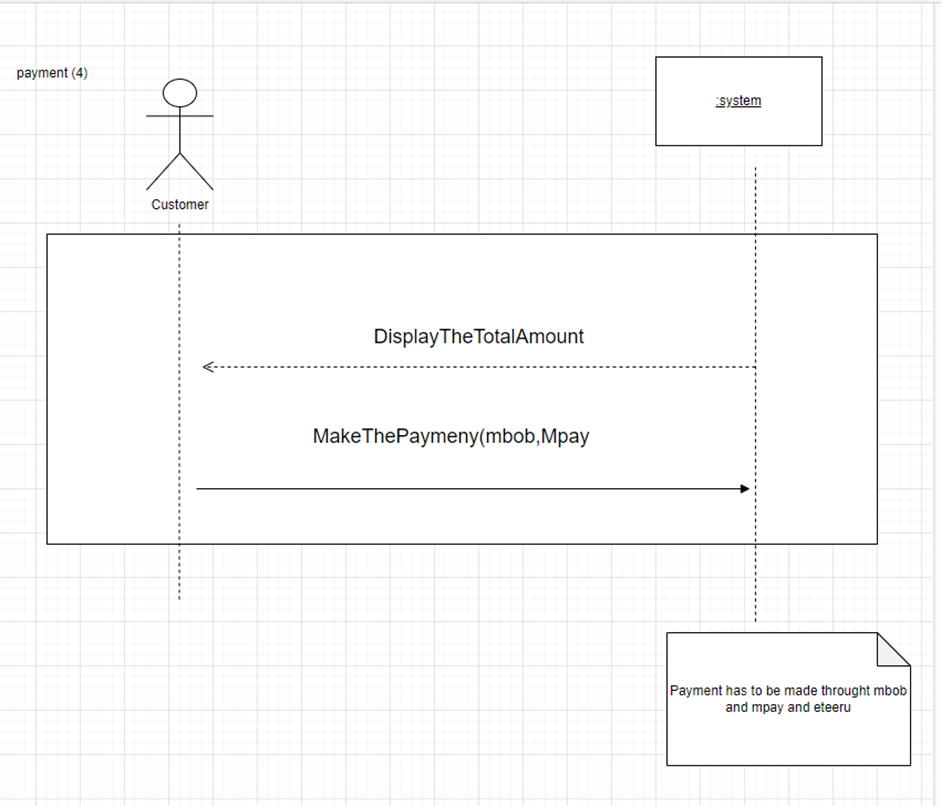 payment (4)
:system
Customer
DisplayTheTotalAmount
MakeThePaymeny(mbob,Mpay
Payment has to be made throught mbob
and mpay and eteeru